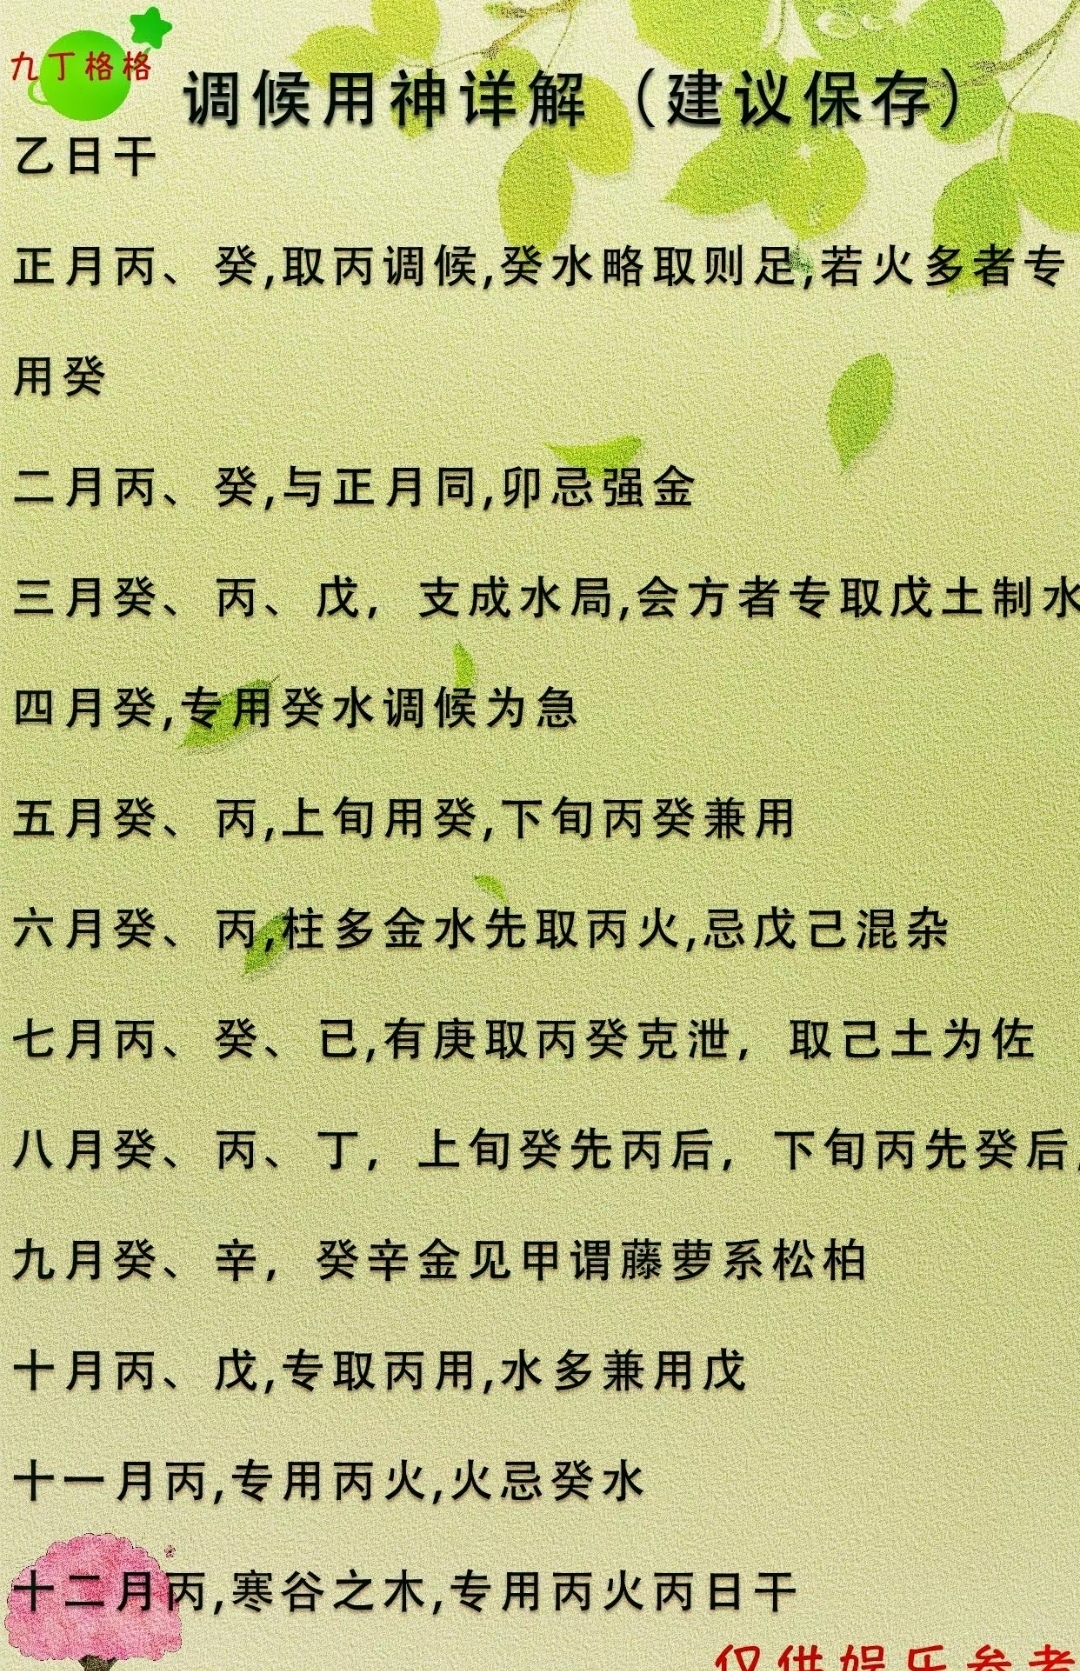 九丁格格
调候用神详解（建议保存）
乙日干
正月丙、癸,取丙调候,癸水略取则足,若火多者专
用癸
二月丙、癸,与正月同,卯忌强金
三月癸、丙、戊，支成水局,会方者专取戊土制水
四月癸,专用癸水调候为急
五月癸、丙,上旬用癸,下旬丙癸兼用
六月癸、丙,柱多金水先取丙火,忌戊己混杂
七月丙、癸、已,有庚取丙癸克泄，取己土为佐
八月癸、丙、丁，上旬癸先丙后，下旬丙先癸后,
九月癸、辛，癸辛金见甲谓藤萝系松柏
十月丙、戊,专取丙用,水多兼用戊
十一月丙,专用丙火,火忌癸水
十二月丙,寒谷之木,专用丙火丙日干
仅供娱乐参考